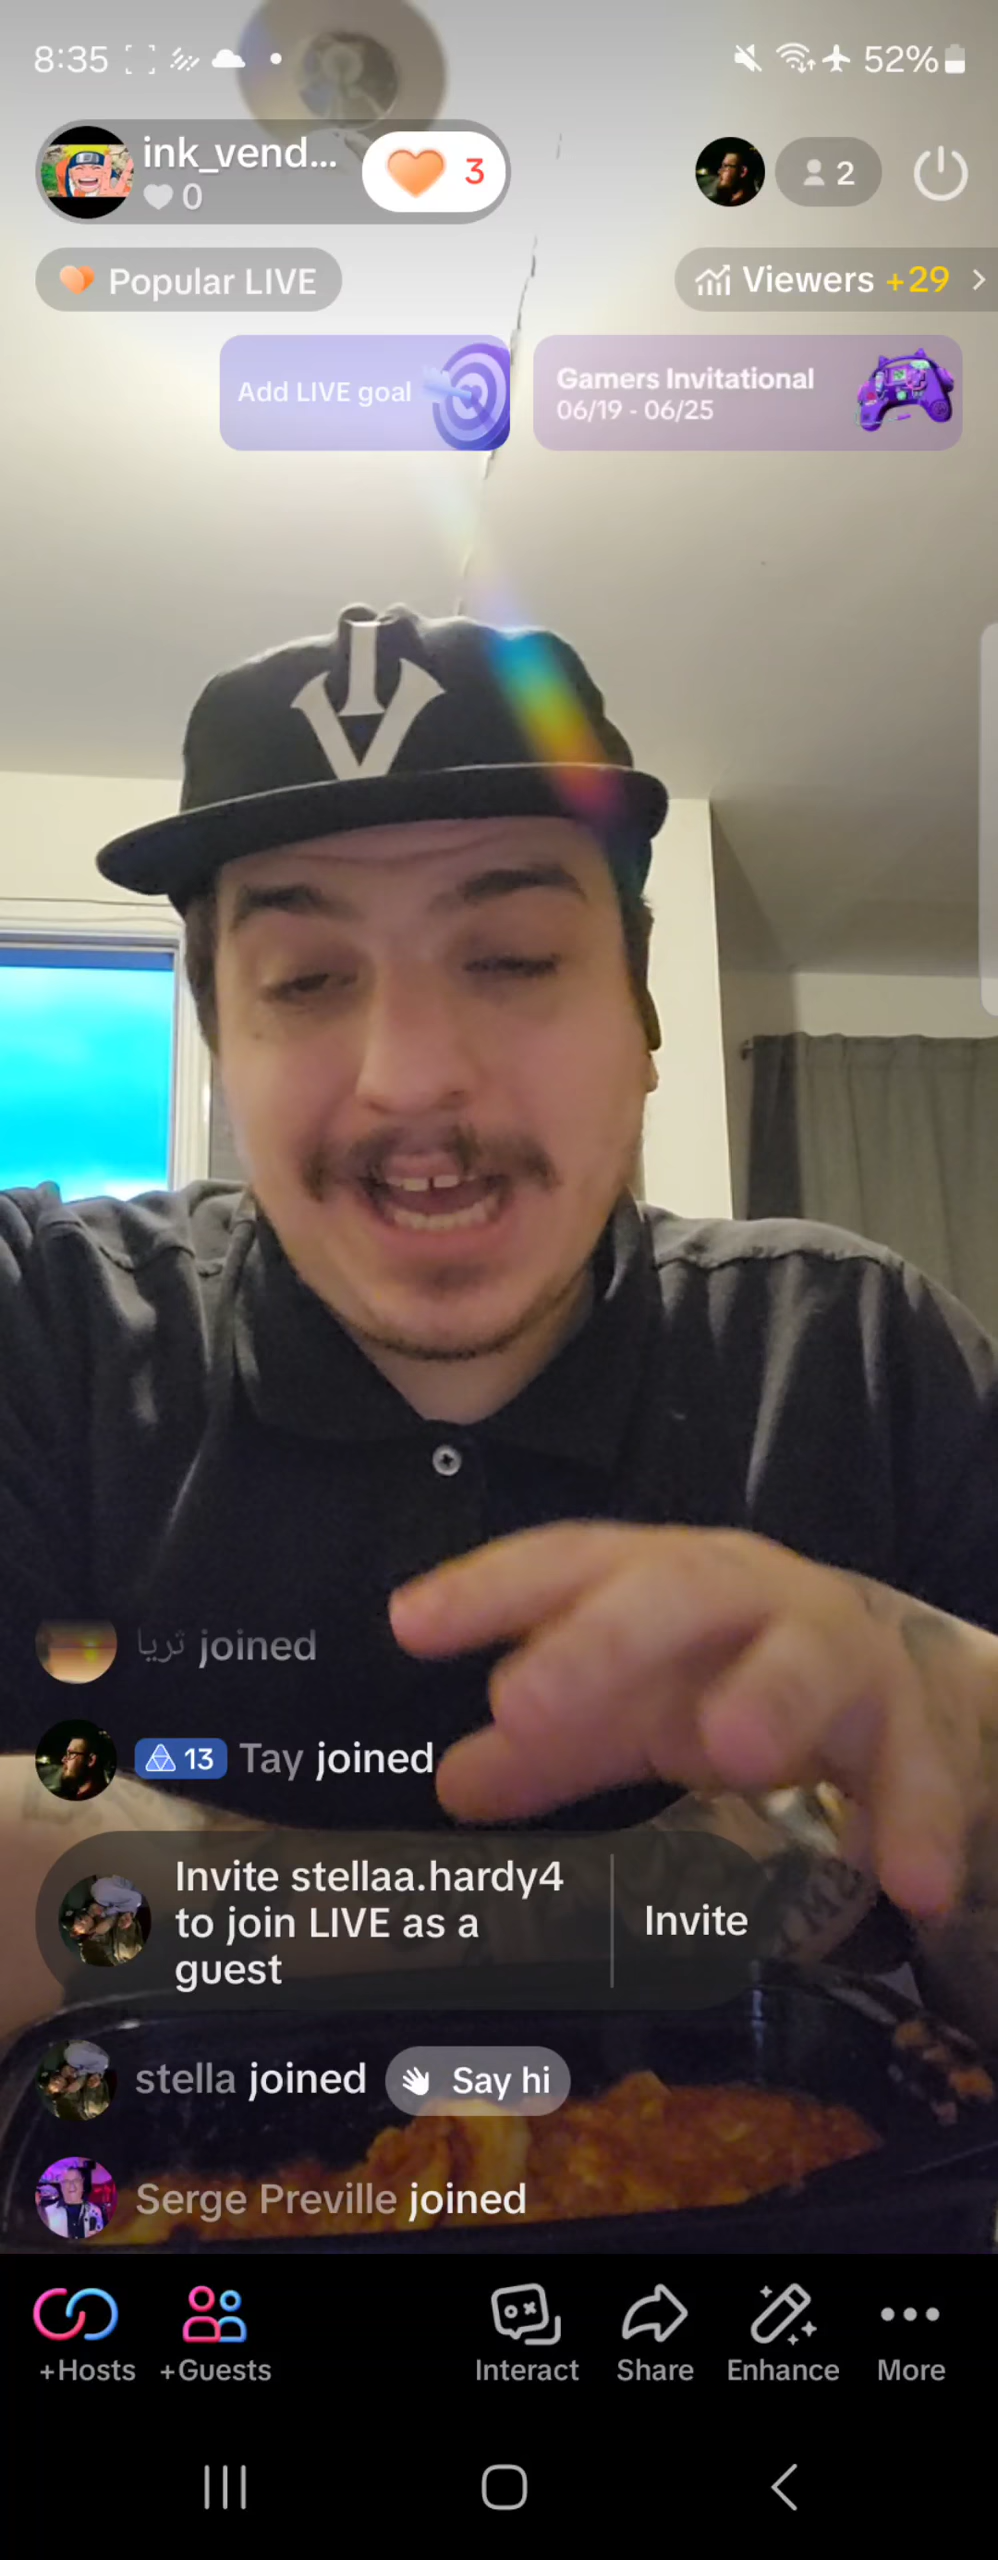 8:35
52%
ink_vend...
0
3
2
Popular LIVE
Viewers +29
Add LIVE goal
Gamers Invitational
06/19 - 06/25
ثريا joined
13 Tay joined
Invite stellaa.hardy4
to join LIVE as a
guest
Invite
stella joined
Say hi
Serge Preville joined
+Hosts
+Guests
Interact
Share
Enhance
More